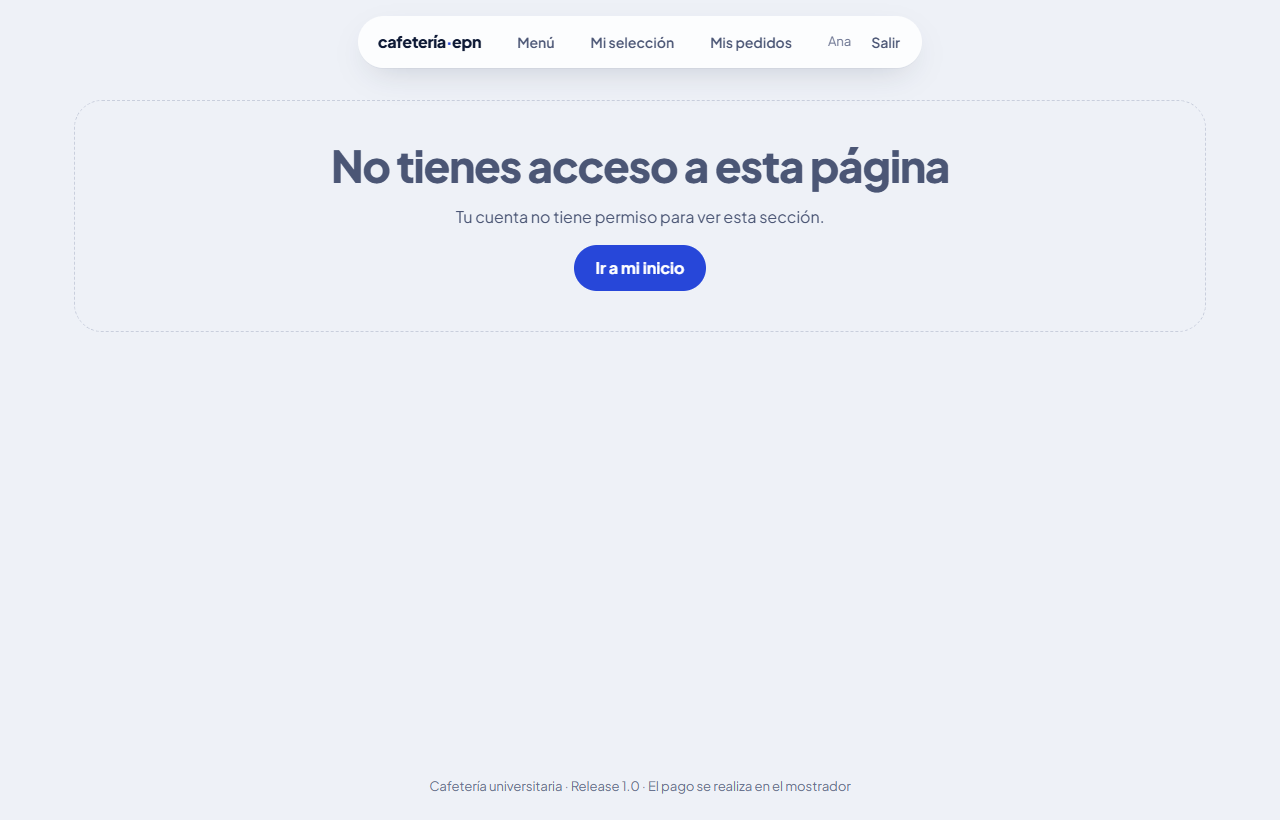 cafetería·epn Menú Mi selección Mis pedidos Ana Salir
No tienes acceso a esta página
Tu cuenta no tiene permiso para ver esta sección.
Ir a mi inicio
Cafetería universitaria · Release 1.0 · El pago se realiza en el mostrador